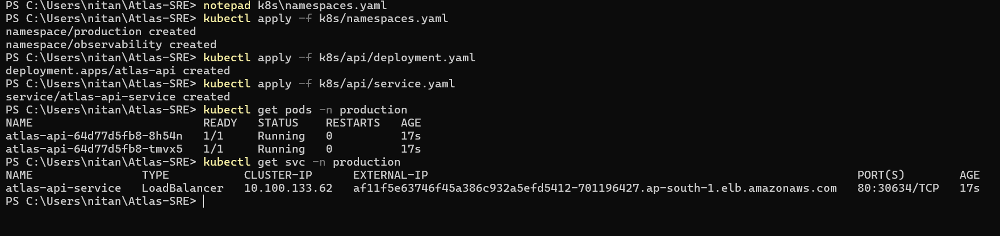 PS C:\Users\nitan\Atlas-SRE> notepad k8s\namespaces.yaml
PS C:\Users\nitan\Atlas-SRE> kubectl apply -f k8s/namespaces.yaml
namespace/production created
namespace/observability created
PS C:\Users\nitan\Atlas-SRE> kubectl apply -f k8s/api/deployment.yaml
deployment.apps/atlas-api created
PS C:\Users\nitan\Atlas-SRE> kubectl apply -f k8s/api/service.yaml
service/atlas-api-service created
PS C:\Users\nitan\Atlas-SRE> kubectl get pods -n production
NAME                         READY   STATUS    RESTARTS   AGE
atlas-api-64d77d5fb8-8h54n   1/1     Running   0          17s
atlas-api-64d77d5fb8-tmvx5   1/1     Running   0          17s
PS C:\Users\nitan\Atlas-SRE> kubectl get svc -n production
NAME                TYPE           CLUSTER-IP      EXTERNAL-IP                                                               PORT(S)        AGE
atlas-api-service   LoadBalancer   10.100.133.62   af11f5e63746f45a386c932a5efd5412-701196427.ap-south-1.elb.amazonaws.com   80:30634/TCP   17s
PS C:\Users\nitan\Atlas-SRE>